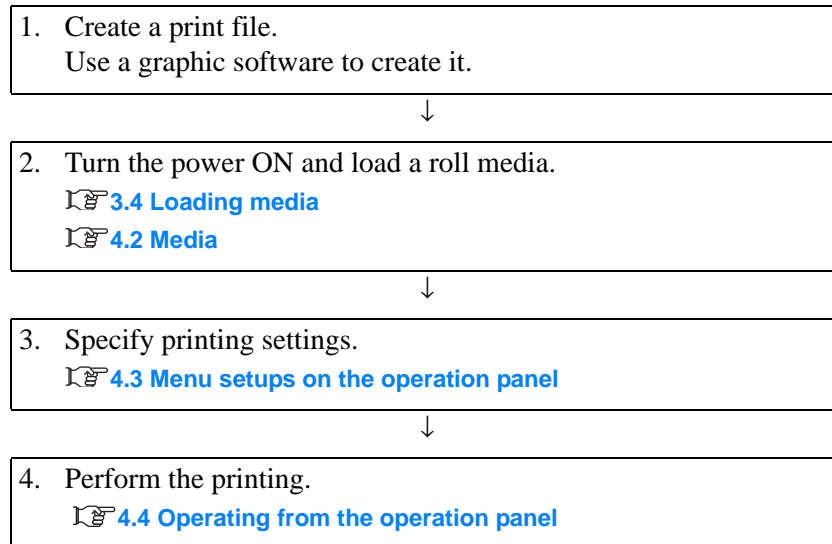 1. Create a print file.
Use a graphic software to create it.
↓
2. Turn the power ON and load a roll media.
3.4 Loading media
4.2 Media
↓
3. Specify printing settings.
4.3 Menu setups on the operation panel
↓
4. Perform the printing.
4.4 Operating from the operation panel